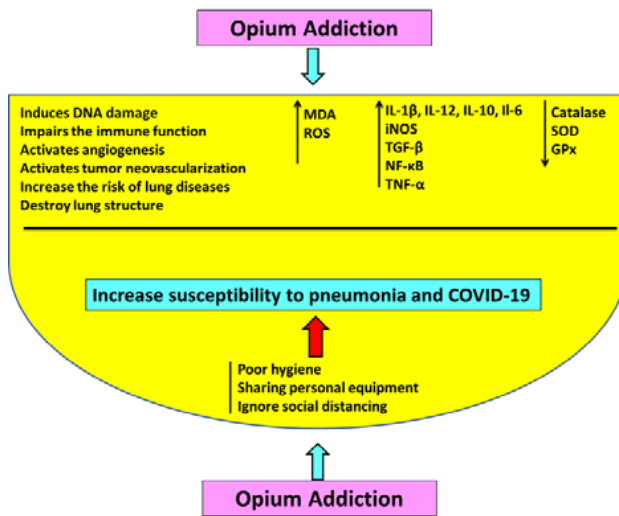 Opium Addiction
Induces DNA damage
Impairs the immune function
Activates angiogenesis
Activates tumor neovascularization
Increase the risk of lung diseases
Destroy lung structure
MDA
ROS
IL-1β, IL-12, IL-10, Il-6
iNOS
TGF-β
NF-κB
TNF-α
Catalase
SOD
GPx
Increase susceptibility to pneumonia and COVID-19
Poor hygiene
Sharing personal equipment
Ignore social distancing
Opium Addiction